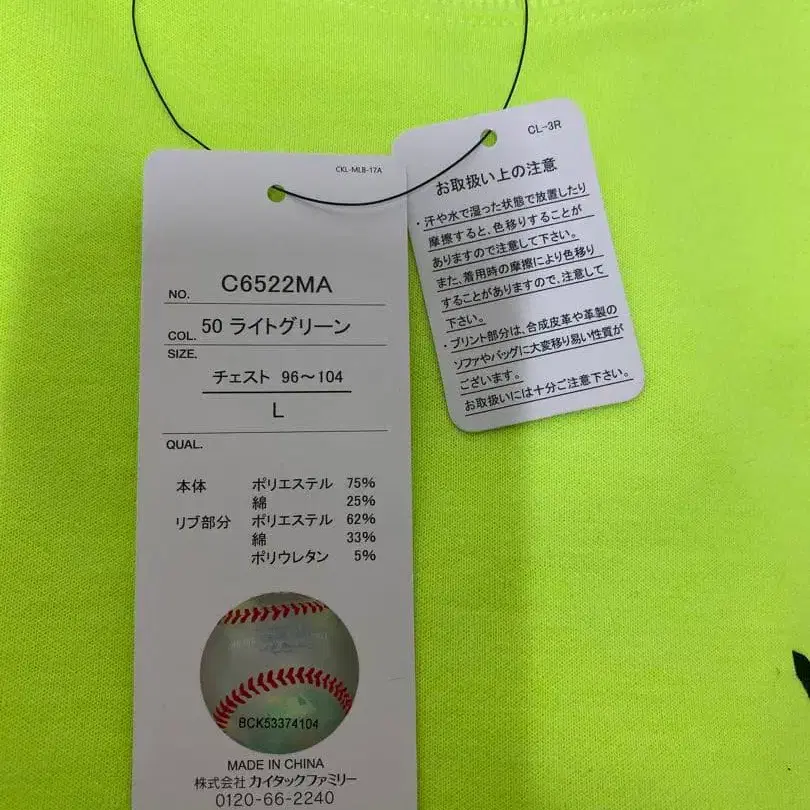 CKL-MLB-17A
NO. C6522MA
COL. 50 ライトグリーン
SIZE.
チェスト 96～104
L
QUAL.
本体 ポリエステル 75%
綿 25%
リブ部分 ポリエステル 62%
綿 33%
ポリウレタン 5%
BCK53374104
MADE IN CHINA
株式会社 カイタックファミリー
0120-66-2240
CL-3R
お取扱い上の注意
・汗や水で湿った状態で放置したり
摩擦すると、色移りすることが
ありますので注意して下さい。
また、着用時の摩擦により色移り
することがありますので、注意して
下さい。
・プリント部分は、合成皮革や革製の
ソファやバッグに大変移り易い性質が
ございます。
お取扱いには十分ご注意下さい。